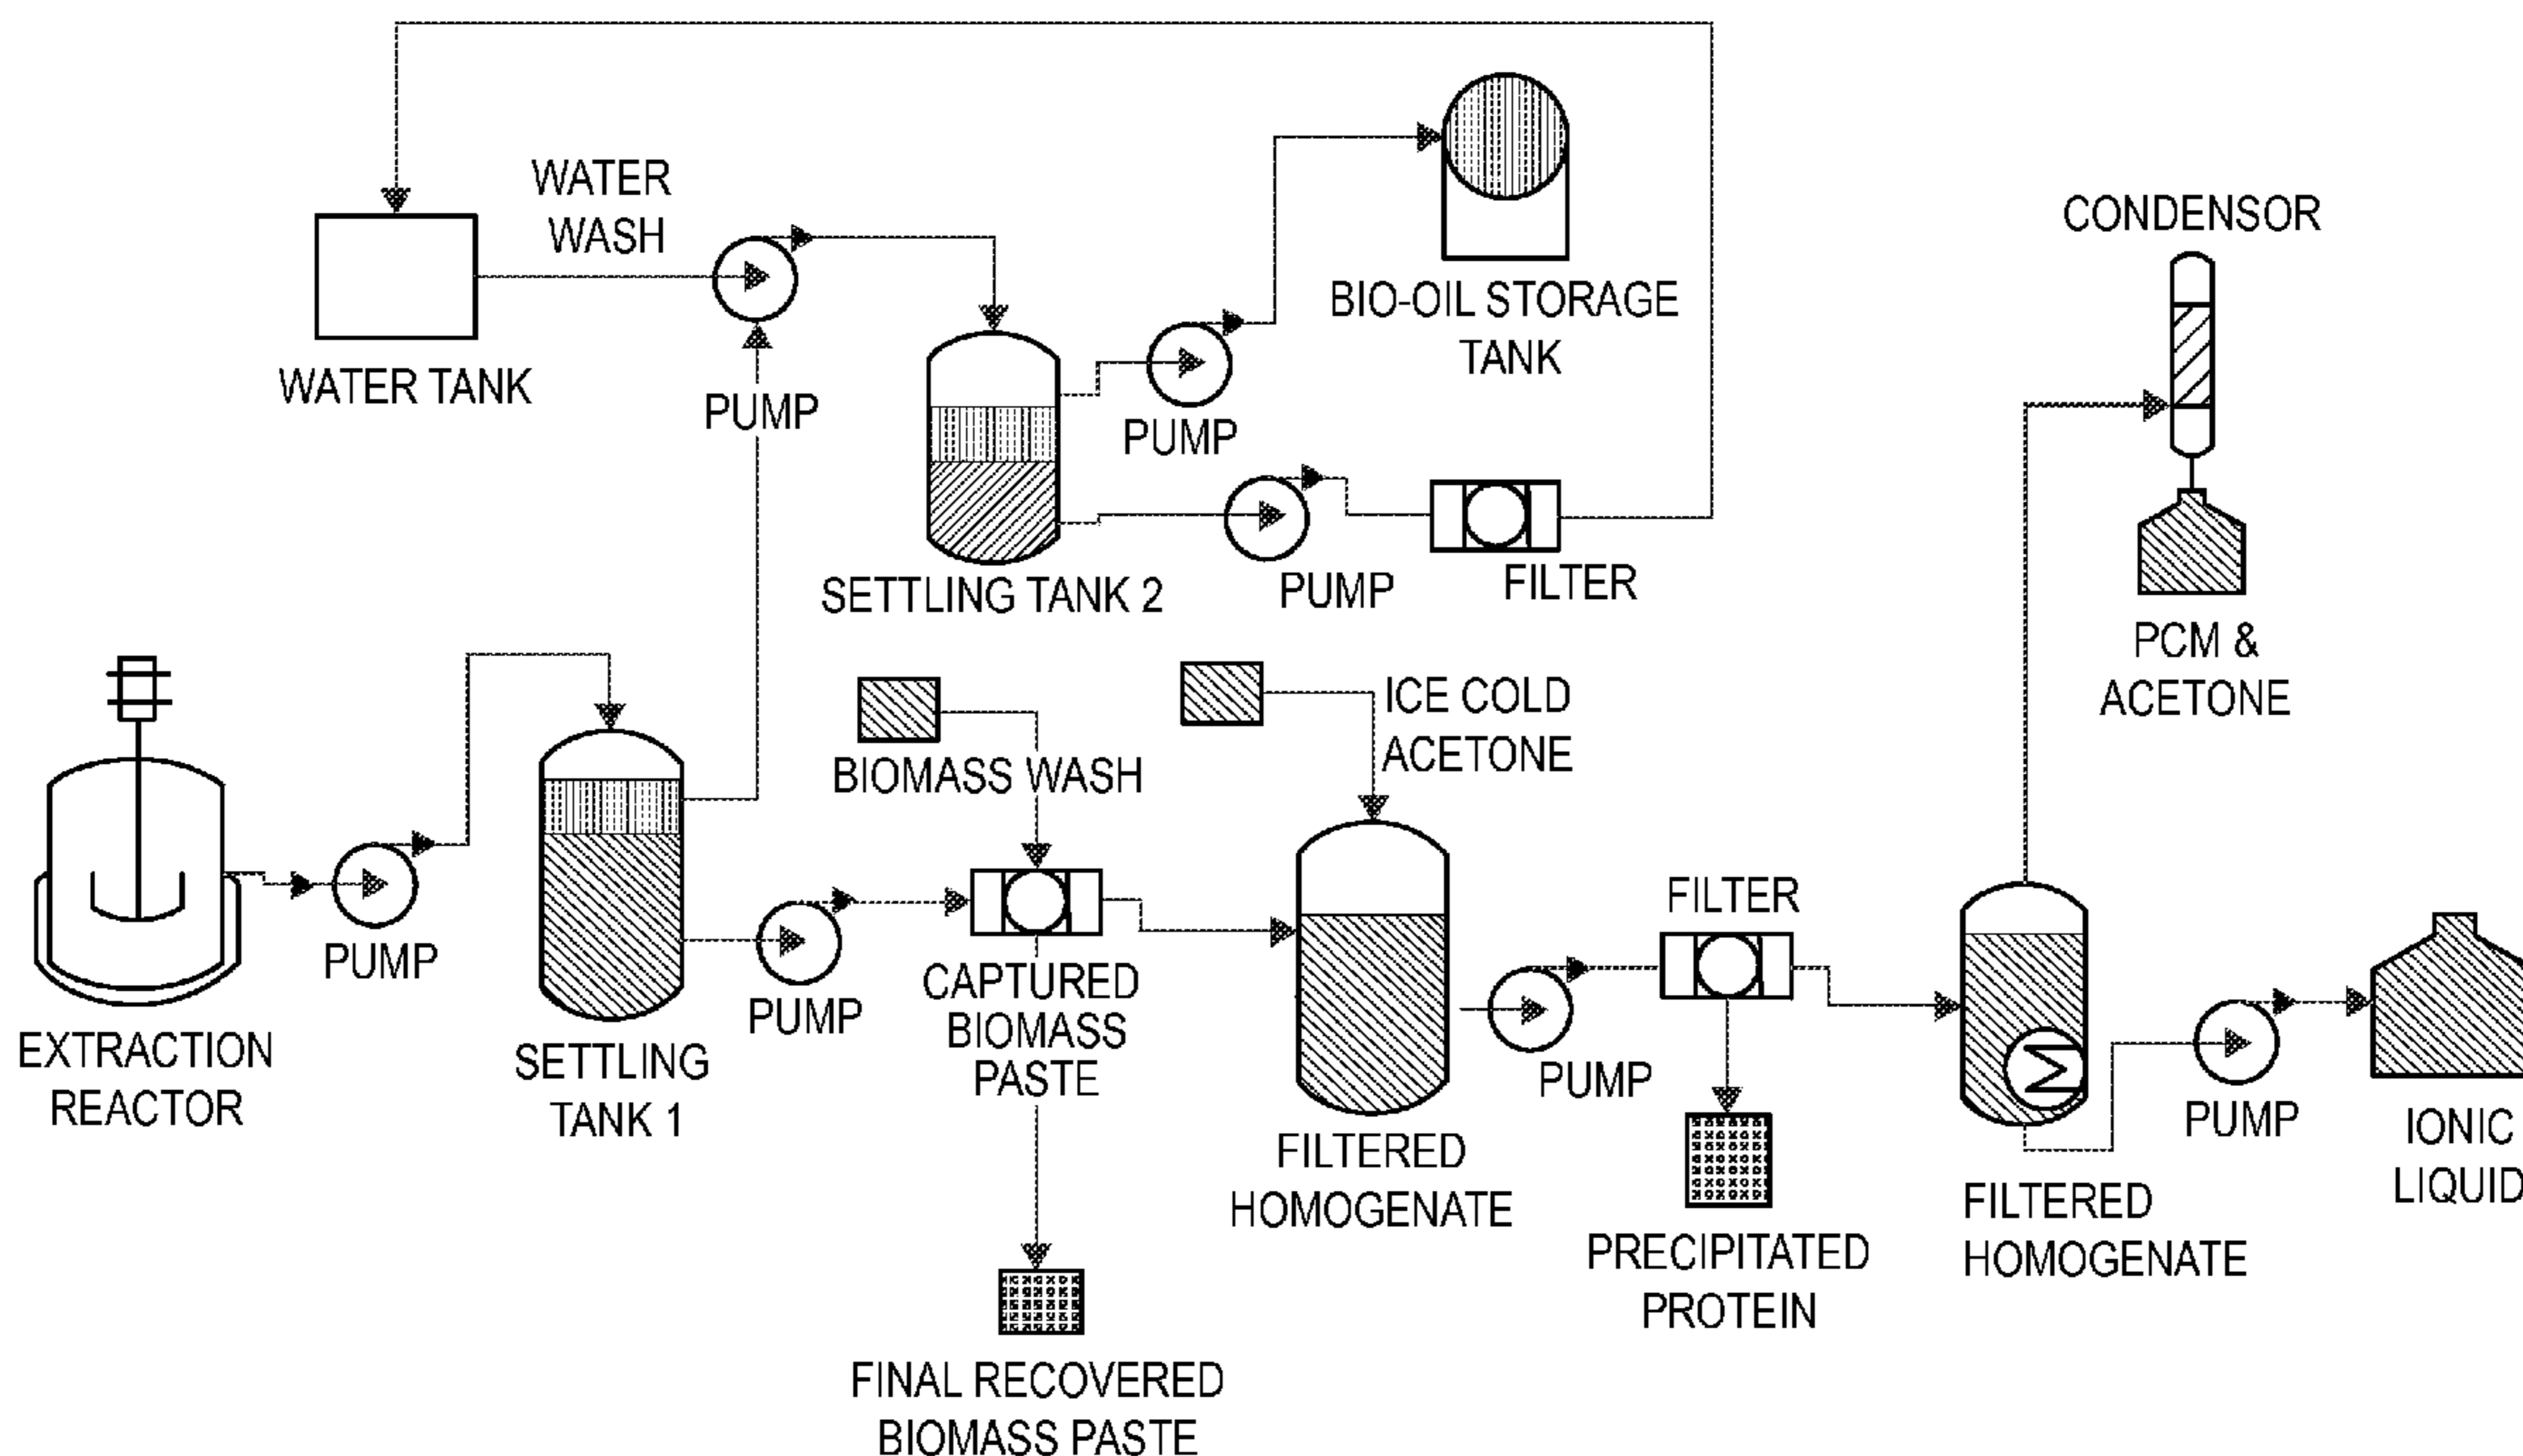 WATER
WASH
WATER TANK
PUMP
BIO-OIL STORAGE
TANK
PUMP
CONDENSOR
SETTLING TANK 2
PUMP
FILTER
PCM &
ACETONE
BIOMASS WASH
ICE COLD
ACETONE
EXTRACTION
REACTOR
PUMP
SETTLING
TANK 1
PUMP
CAPTURED
BIOMASS
PASTE
FINAL RECOVERED
BIOMASS PASTE
FILTERED
HOMOGENATE
PUMP
FILTER
PRECIPITATED
PROTEIN
FILTERED
HOMOGENATE
PUMP
IONIC
LIQUID